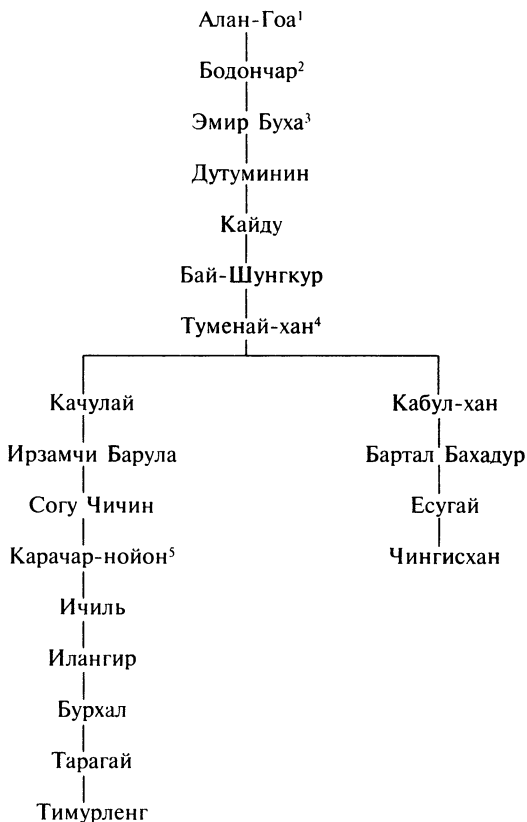 Алан-Гоа¹
Бодончар²
Эмир Буха³
Дутуминин
Кайду
Бай-Шунгкур
Туменай-хан⁴
Качулай Кабул-хан
Ирзамчи Барула Бартал Бахадур
Согу Чичин Есугай
Карачар-нойон⁵ Чингисхан
Ичиль
Илангир
Бурхал
Тарагай
Тимурленг